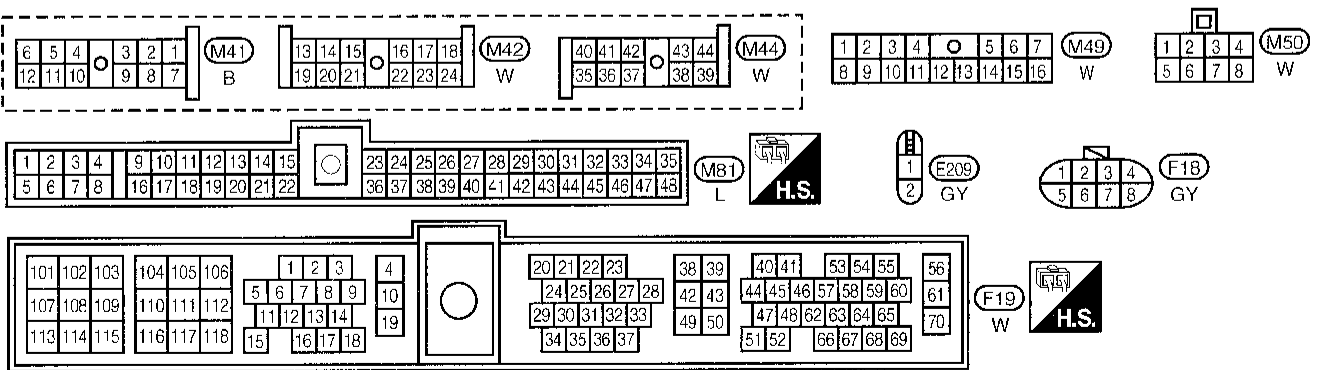 6 5 4 3 2 1 M41
12 11 10 9 8 7 B
13 14 15 16 17 18 M42
19 20 21 22 23 24 W
40 41 42 43 44 M44
35 36 37 38 39 W
1 2 3 4 5 6 7 M49
8 9 10 11 12 13 14 15 16 W
1 2 3 4 M50
5 6 7 8 W
1 2 3 4 9 10 11 12 13 14 15 23 24 25 26 27 28 29 30 31 32 33 34 35 M81
5 6 7 8 16 17 18 19 20 21 22 36 37 38 39 40 41 42 43 44 45 46 47 48 L
H.S.
1 E209
2 GY
1 2 3 4 F18
5 6 7 8 GY
101 102 103 104 105 106 1 2 3 4 20 21 22 23 38 39 40 41 53 54 55 56
107 108 109 110 111 112 5 6 7 8 9 10 24 25 26 27 28 42 43 44 45 46 57 58 59 60 61 F19
11 12 13 14 19 29 30 31 32 33 49 50 47 48 62 63 64 65 70 W
113 114 115 116 117 118 15 16 17 18 34 35 36 37 51 52 66 67 68 69
H.S.